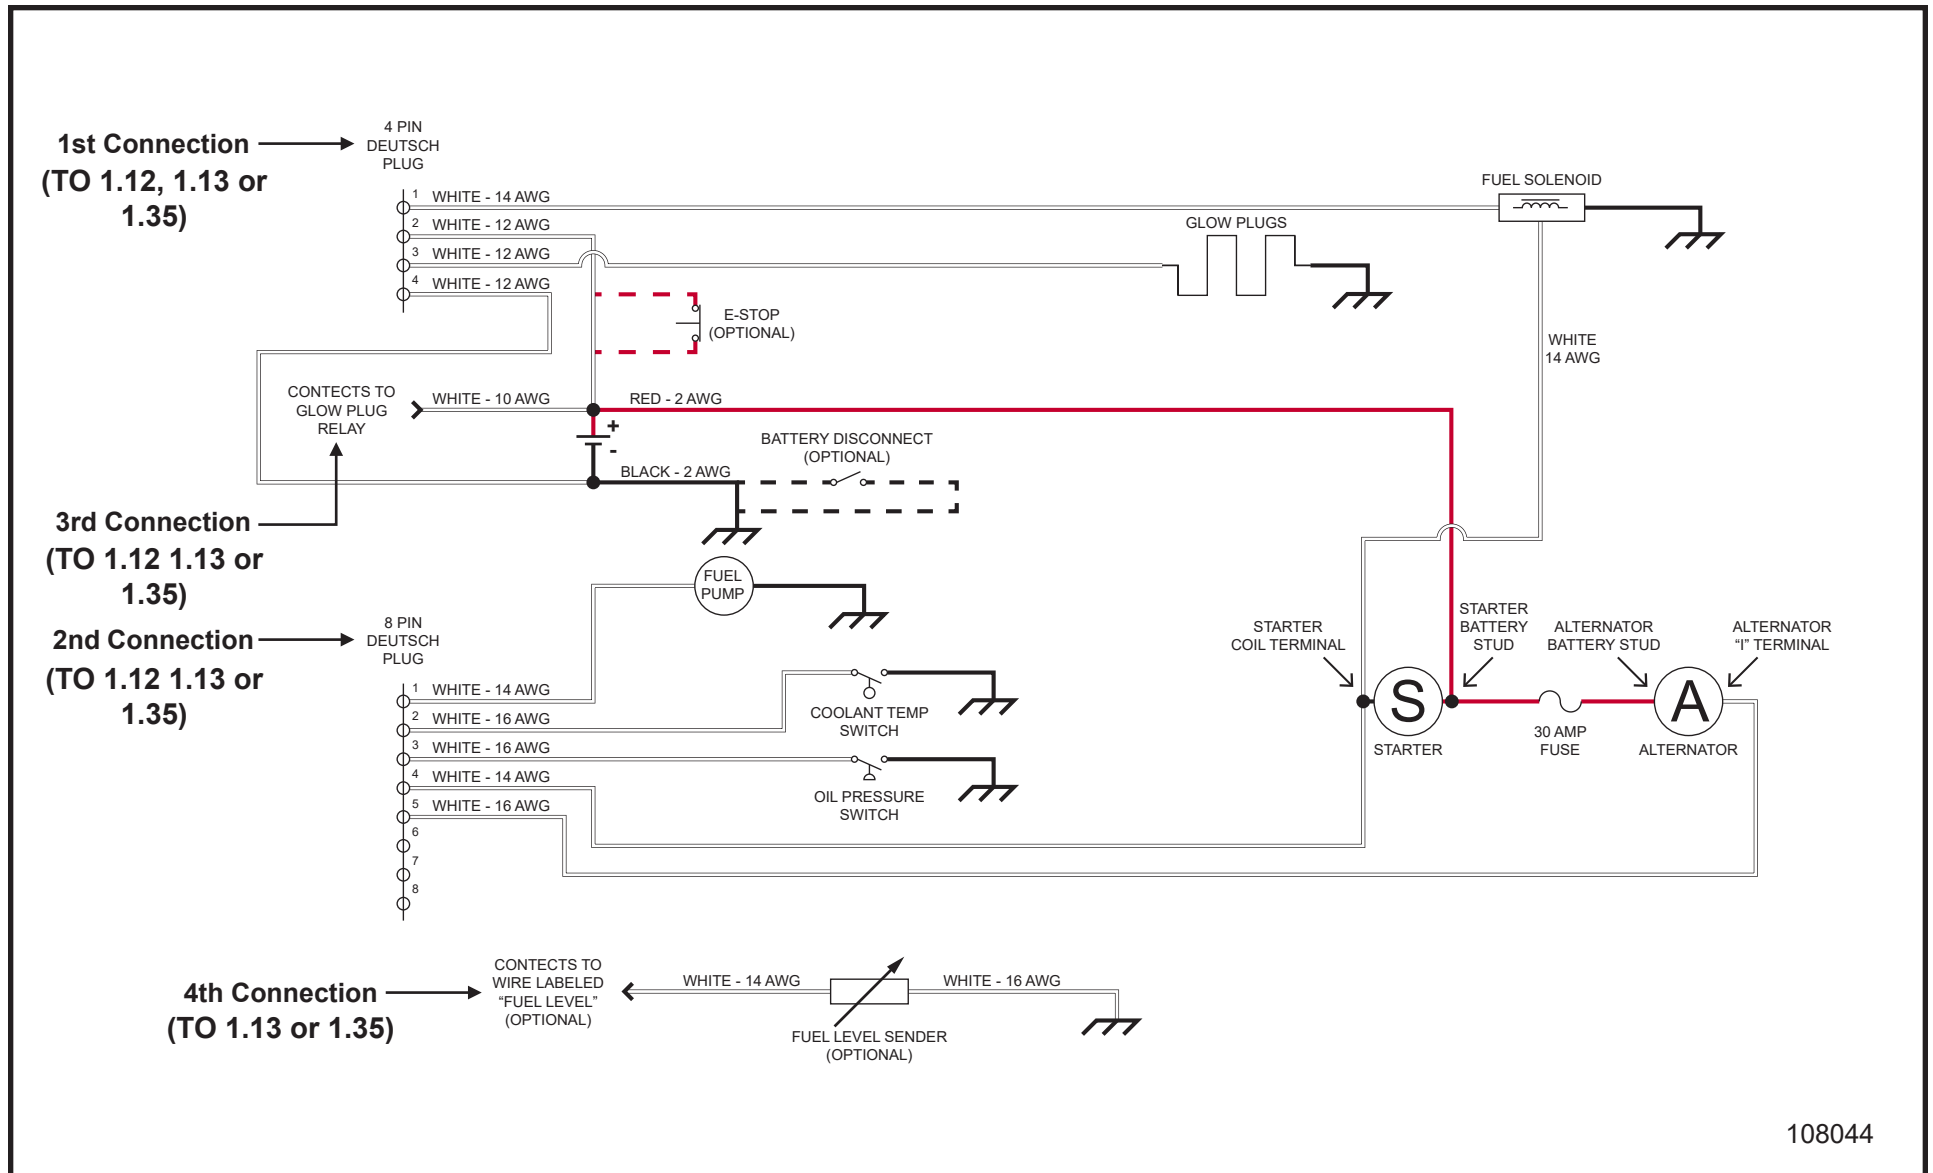 1st Connection
(TO 1.12, 1.13 or
1.35)
4 PIN
DEUTSCH
PLUG
1 WHITE - 14 AWG
2 WHITE - 12 AWG
3 WHITE - 12 AWG
4 WHITE - 12 AWG
FUEL SOLENOID
GLOW PLUGS
E-STOP
(OPTIONAL)
WHITE
14 AWG
CONTECTS TO
GLOW PLUG
RELAY
WHITE - 10 AWG
RED - 2 AWG
+
-
BATTERY DISCONNECT
(OPTIONAL)
BLACK - 2 AWG
3rd Connection
(TO 1.12 1.13 or
1.35)
FUEL
PUMP
2nd Connection
(TO 1.12 1.13 or
1.35)
8 PIN
DEUTSCH
PLUG
1 WHITE - 14 AWG
2 WHITE - 16 AWG
3 WHITE - 16 AWG
4 WHITE - 14 AWG
5 WHITE - 16 AWG
6
7
8
COOLANT TEMP
SWITCH
OIL PRESSURE
SWITCH
STARTER
COIL TERMINAL
STARTER
BATTERY
STUD
ALTERNATOR
BATTERY STUD
ALTERNATOR
“I” TERMINAL
S
STARTER
30 AMP
FUSE
A
ALTERNATOR
4th Connection
(TO 1.13 or 1.35)
CONTECTS TO
WIRE LABELED
“FUEL LEVEL”
(OPTIONAL)
WHITE - 14 AWG
WHITE - 16 AWG
FUEL LEVEL SENDER
(OPTIONAL)
108044